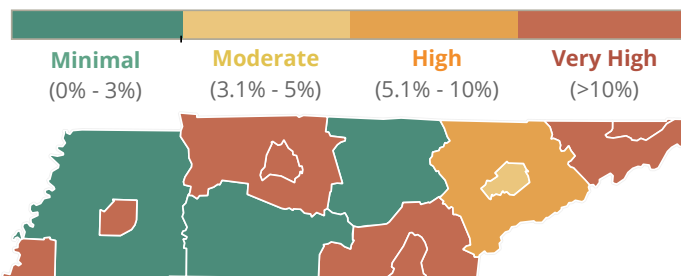 Minimal Moderate High Very High
(0% - 3%) (3.1% - 5%) (5.1% - 10%) (>10%)